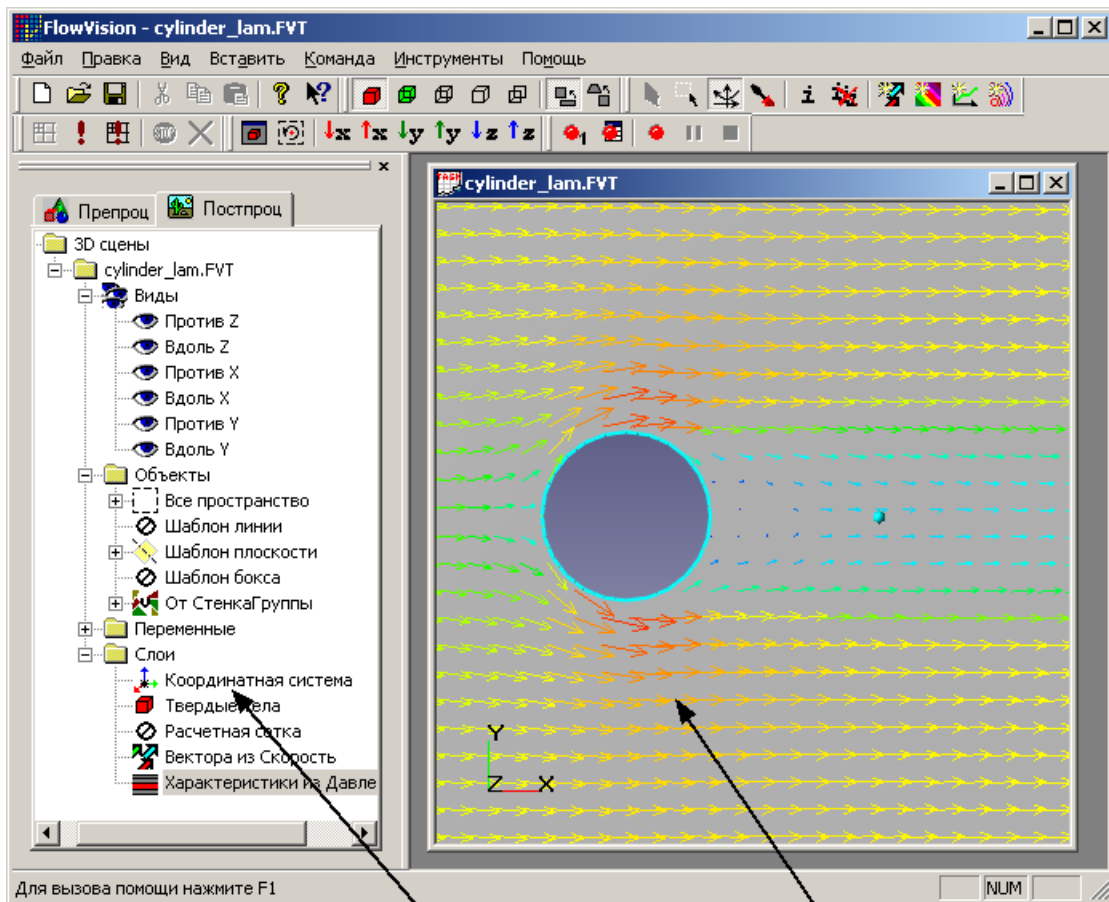 FlowVision - cylinder_lam.FVT
Файл Правка Вид Вставить Команда Инструменты Помощь
? ? i
! ! STOP x x y y z z 1
Препроц Постпроц
cylinder_lam.FVT
3D сцены
cylinder_lam.FVT
Виды
Против Z
Вдоль Z
Против X
Вдоль X
Против Y
Вдоль Y
Объекты
Все пространство
Шаблон линии
Шаблон плоскости
Шаблон бокса
От СтенкаГруппы
Переменные
Слои
Координатная система
Твердые тела
Расчетная сетка
Вектора из Скорость
Характеристики из Давле
Y
Z X
Для вызова помощи нажмите F1
NUM